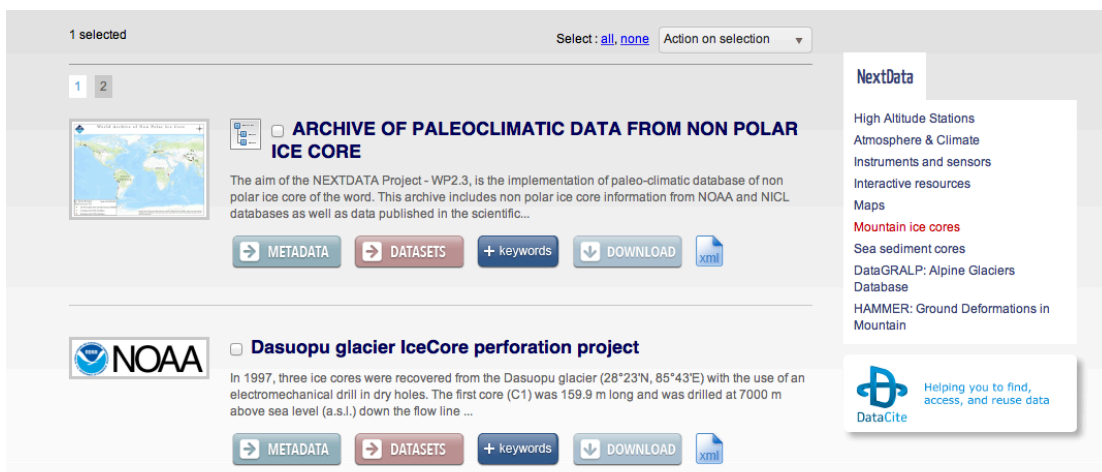 1 selected
Select : all, none
Action on selection
1 2
World Archive of Non Polar Ice Core
ARCHIVE OF PALEOCLIMATIC DATA FROM NON POLAR
ICE CORE
The aim of the NEXTDATA Project - WP2.3, is the implementation of paleo-climatic database of non
polar ice core of the word. This archive includes non polar ice core information from NOAA and NICL
databases as well as data published in the scientific...
METADATA
DATASETS
+ keywords
DOWNLOAD
xml
NOAA
Dasuopu glacier IceCore perforation project
In 1997, three ice cores were recovered from the Dasuopu glacier (28°23'N, 85°43'E) with the use of an
electromechanical drill in dry holes. The first core (C1) was 159.9 m long and was drilled at 7000 m
above sea level (a.s.l.) down the flow line ...
METADATA
DATASETS
+ keywords
DOWNLOAD
xml
NextData
High Altitude Stations
Atmosphere & Climate
Instruments and sensors
Interactive resources
Maps
Mountain ice cores
Sea sediment cores
DataGRALP: Alpine Glaciers
Database
HAMMER: Ground Deformations in
Mountain
DataCite
Helping you to find,
access, and reuse data